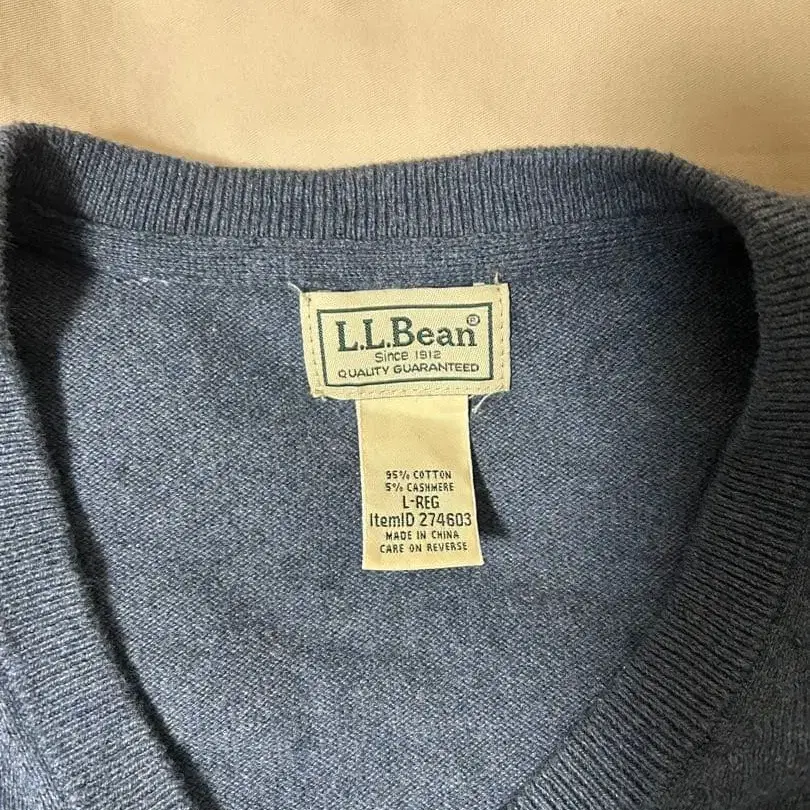 L.L.Bean®
Since 1912
QUALITY GUARANTEED
95% COTTON
5% CASHMERE
L-REG
ItemID 274603
MADE IN CHINA
CARE ON REVERSE